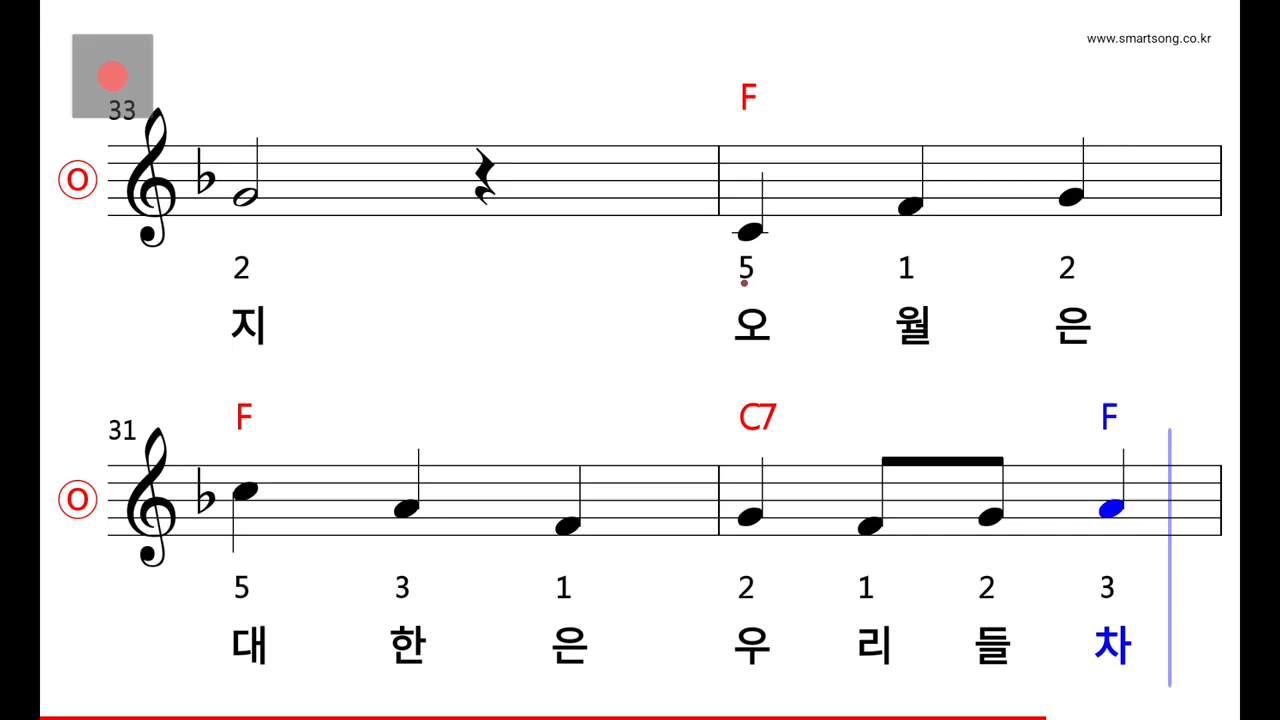 www.smartsong.co.kr
33
F
O
2 5 1 2
지 오 월 은
31
F C7 F
O
5 3 1 2 1 2 3
대 한 은 우 리 들 차